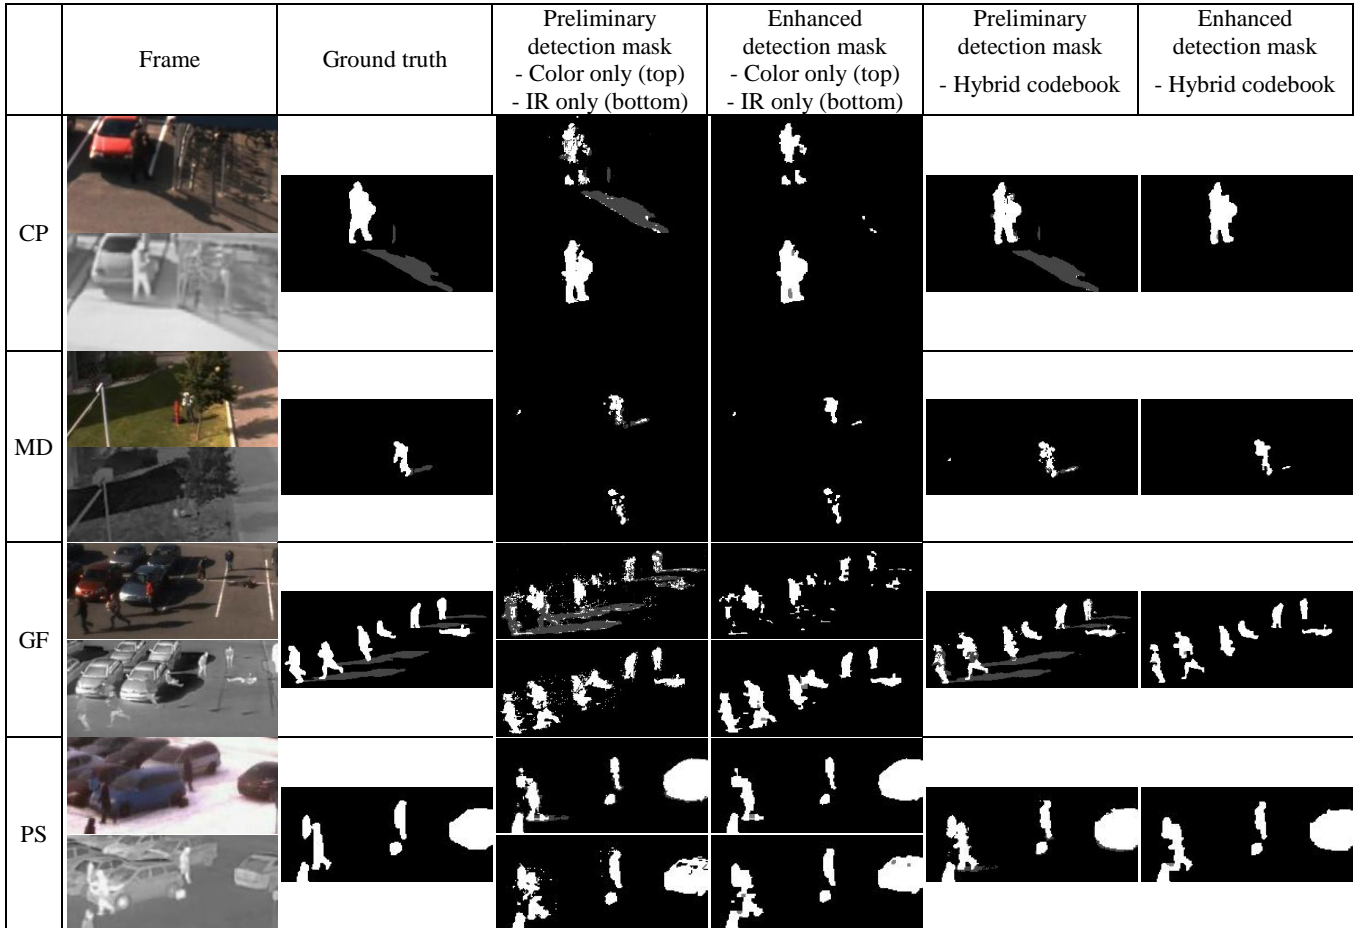 Frame
Ground truth
Preliminary
detection mask
- Color only (top)
- IR only (bottom)
Enhanced
detection mask
- Color only (top)
- IR only (bottom)
Preliminary
detection mask
- Hybrid codebook
Enhanced
detection mask
- Hybrid codebook
CP
MD
GF
PS